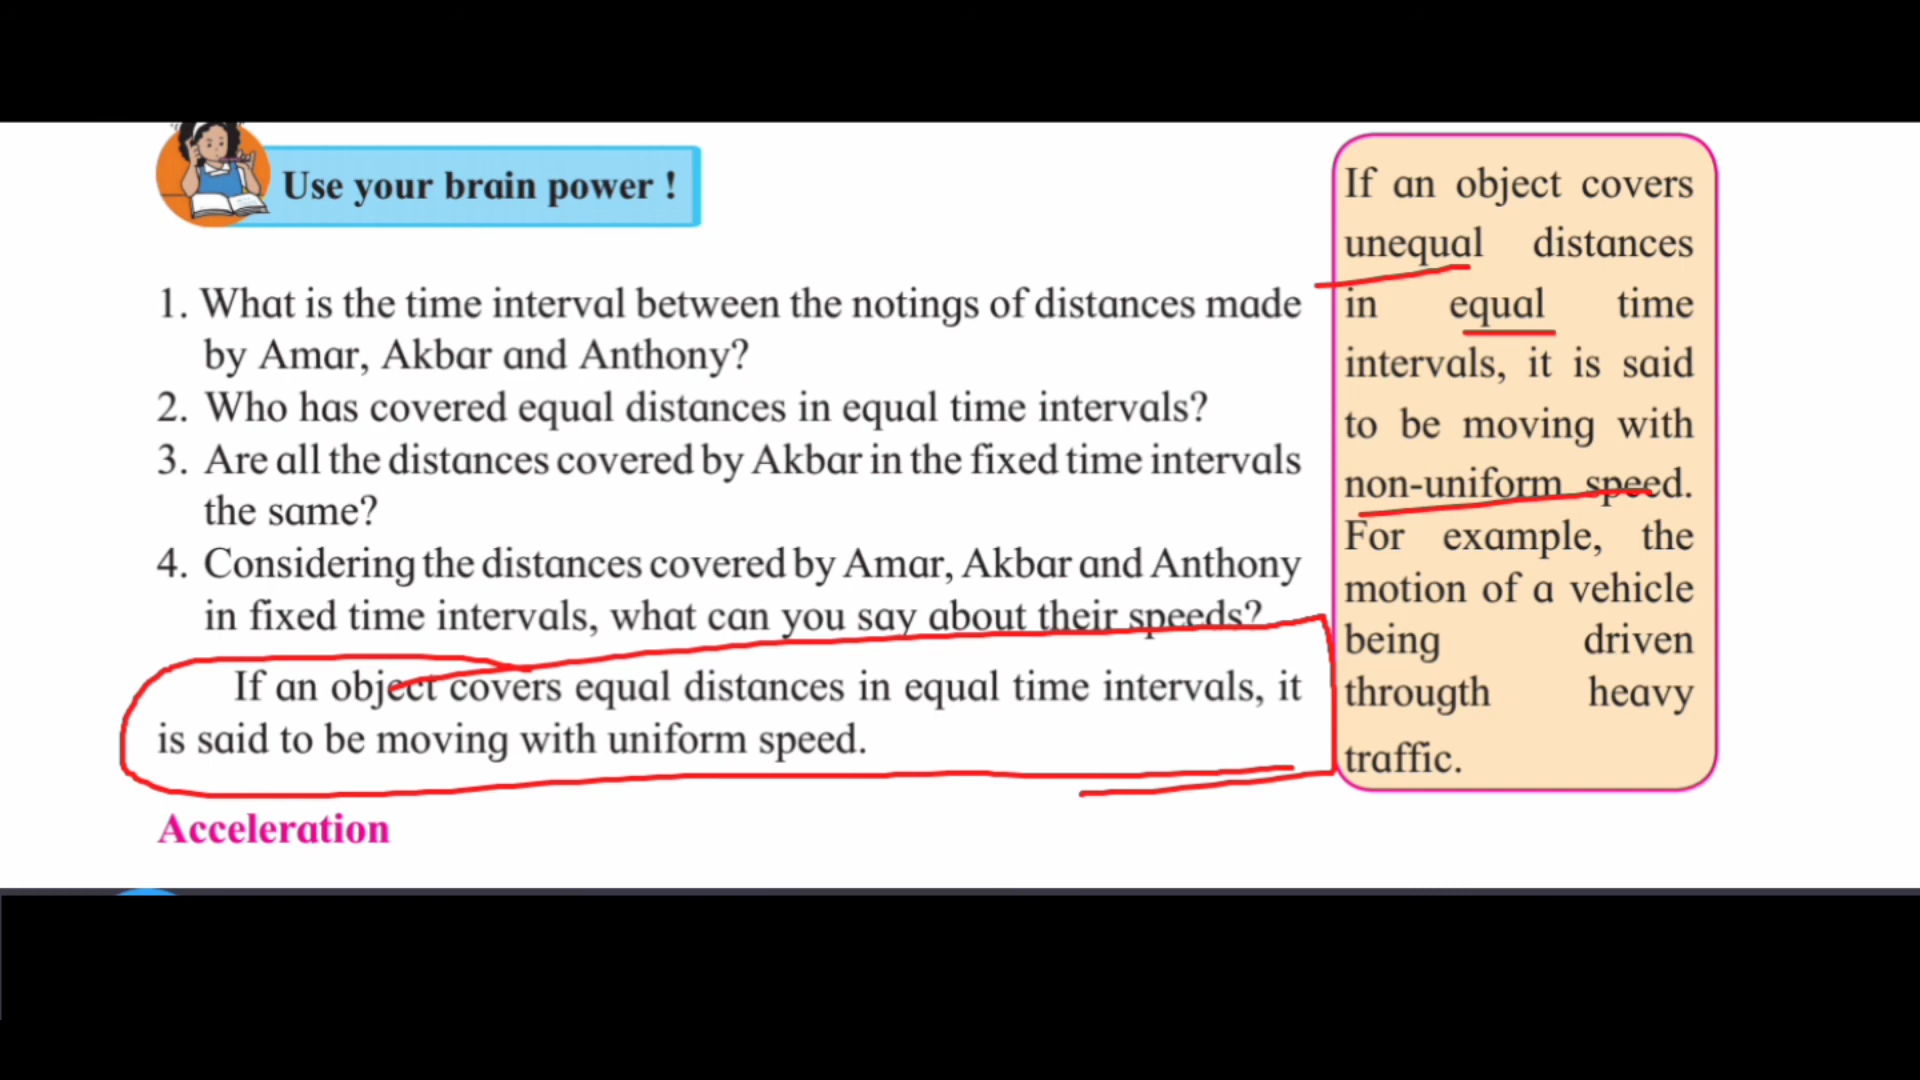 Use your brain power !
1. What is the time interval between the notings of distances made
by Amar, Akbar and Anthony?
2. Who has covered equal distances in equal time intervals?
3. Are all the distances covered by Akbar in the fixed time intervals
the same?
4. Considering the distances covered by Amar, Akbar and Anthony
in fixed time intervals, what can you say about their speeds?
If an object covers equal distances in equal time intervals, it
is said to be moving with uniform speed.
Acceleration
If an object covers
unequal distances
in equal time
intervals, it is said
to be moving with
non-uniform speed.
For example, the
motion of a vehicle
being driven
througth heavy
traffic.